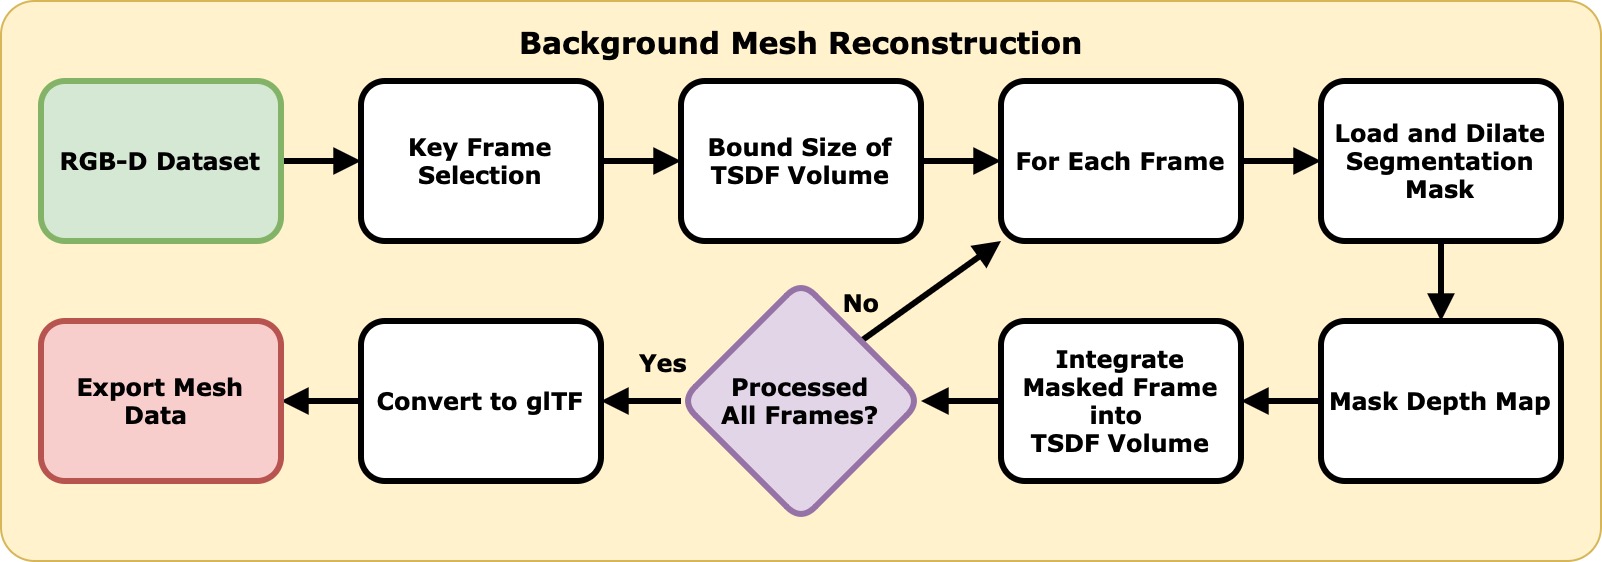 Background Mesh Reconstruction
RGB-D Dataset
Key Frame
Selection
Bound Size of
TSDF Volume
For Each Frame
Load and Dilate
Segmentation
Mask
Mask Depth Map
Integrate
Masked Frame
into
TSDF Volume
Processed
All Frames?
No
Yes
Convert to glTF
Export Mesh
Data